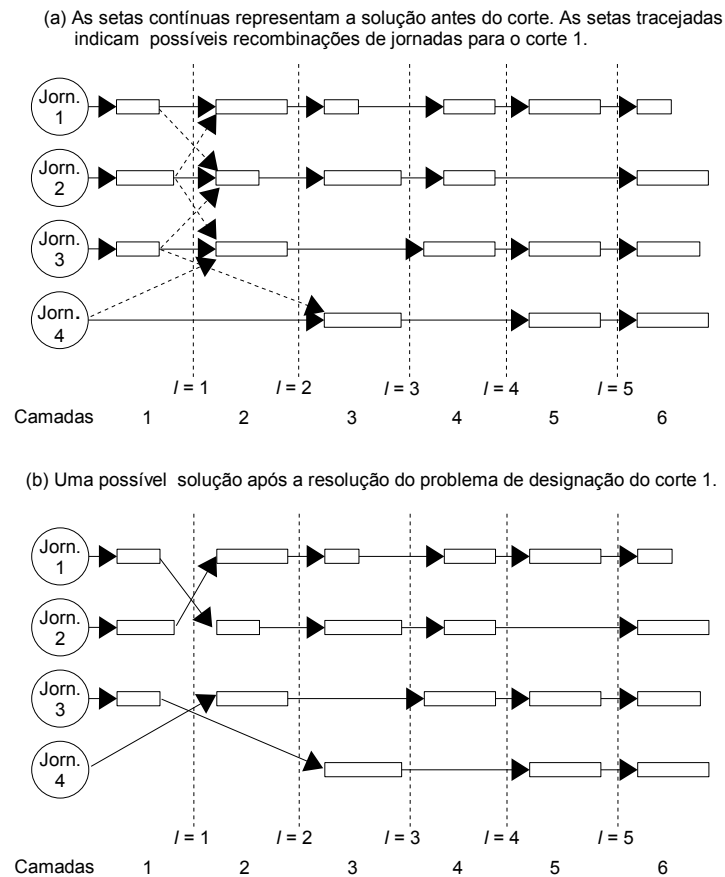 (a) As setas contínuas representam a solução antes do corte. As setas tracejadas
indicam possíveis recombinações de jornadas para o corte 1.
Jorn.
1
Jorn.
2
Jorn.
3
Jorn.
4
l = 1 l = 2 l = 3 l = 4 l = 5
Camadas 1 2 3 4 5 6
(b) Uma possível solução após a resolução do problema de designação do corte 1.
Jorn.
1
Jorn.
2
Jorn.
3
Jorn.
4
l = 1 l = 2 l = 3 l = 4 l = 5
Camadas 1 2 3 4 5 6